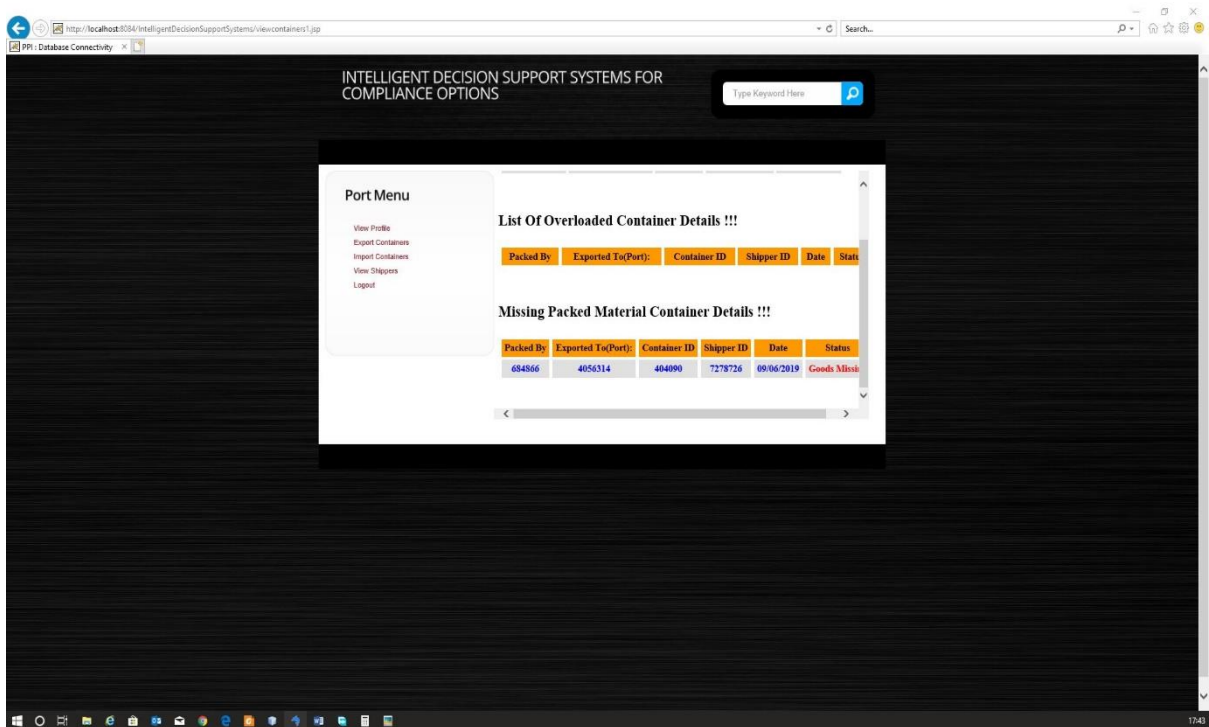 http://localhost:8084/IntelligentDecisionSupportSystems/viewcontainers1.jsp
Search...
PPI : Database Connectivity
INTELLIGENT DECISION SUPPORT SYSTEMS FOR
COMPLIANCE OPTIONS
Type Keyword Here
Port Menu
View Profile
Export Containers
Import Containers
View Shippers
Logout
List Of Overloaded Container Details !!!
Packed By Exported To(Port): Container ID Shipper ID Date Statu
Missing Packed Material Container Details !!!
Packed By Exported To(Port): Container ID Shipper ID Date Status
684866 4056314 404090 7278726 09/06/2019 Goods Missi
17:43